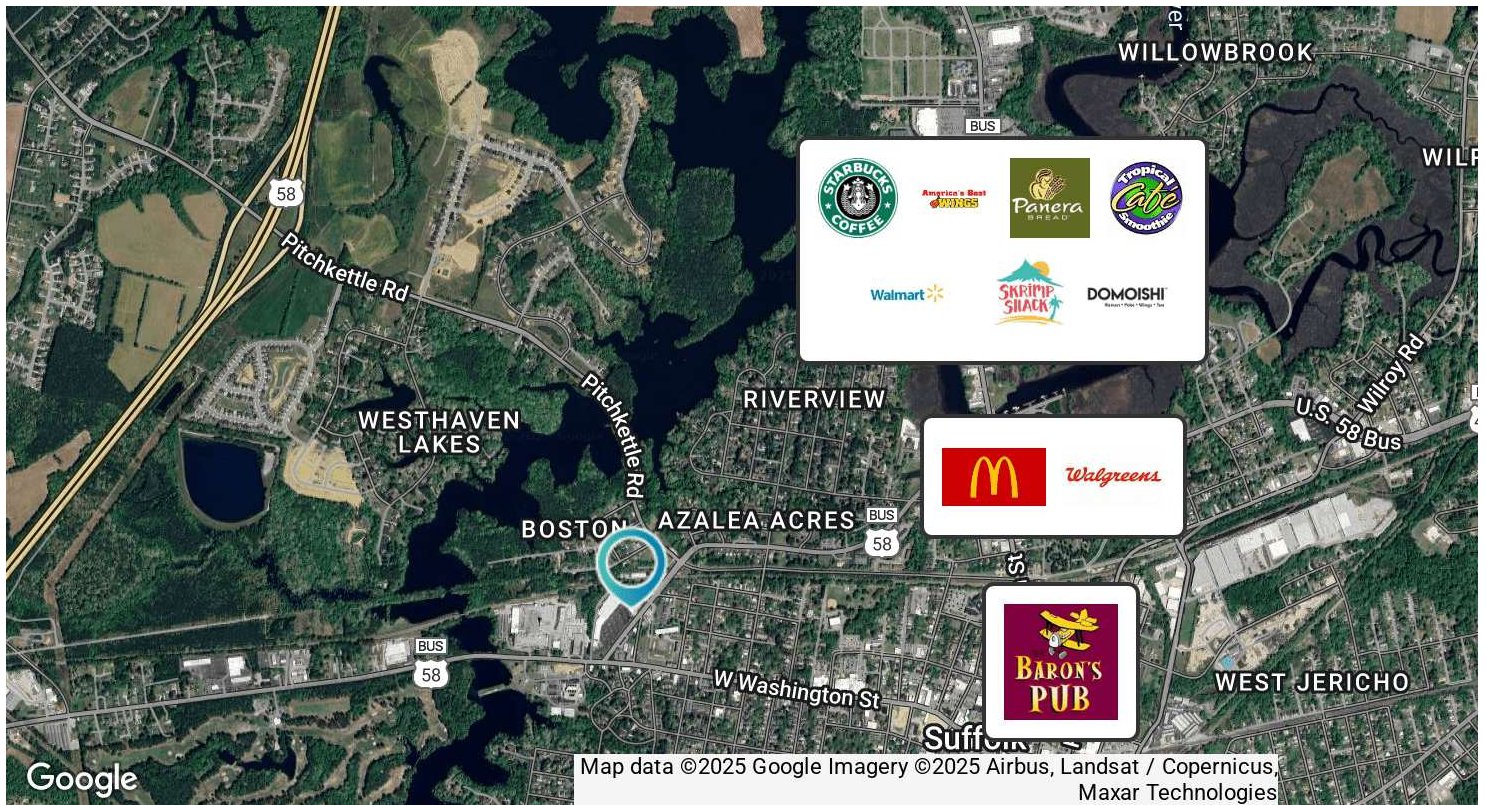 WILLOWBROOK
BUS
STARBUCKS
COFFEE
America's Best
WINGS
Panera
BREAD
Tropical
Smoothie
Cafe
58
Pitchkettle Rd
Walmart
SKRIMP
SHACK
DOMOISHI
Pitchkettle Rd
RIVERVIEW
WESTHAVEN
LAKES
Wilroy Rd
U.S. 58 Bus
Walgreens
BOSTON
AZALEA ACRES
BUS
58
St
BARON'S
PUB
BUS
58
W Washington St
WEST JERICHO
Suffolk
Google
Map data ©2025 Google Imagery ©2025 Airbus, Landsat / Copernicus,
Maxar Technologies